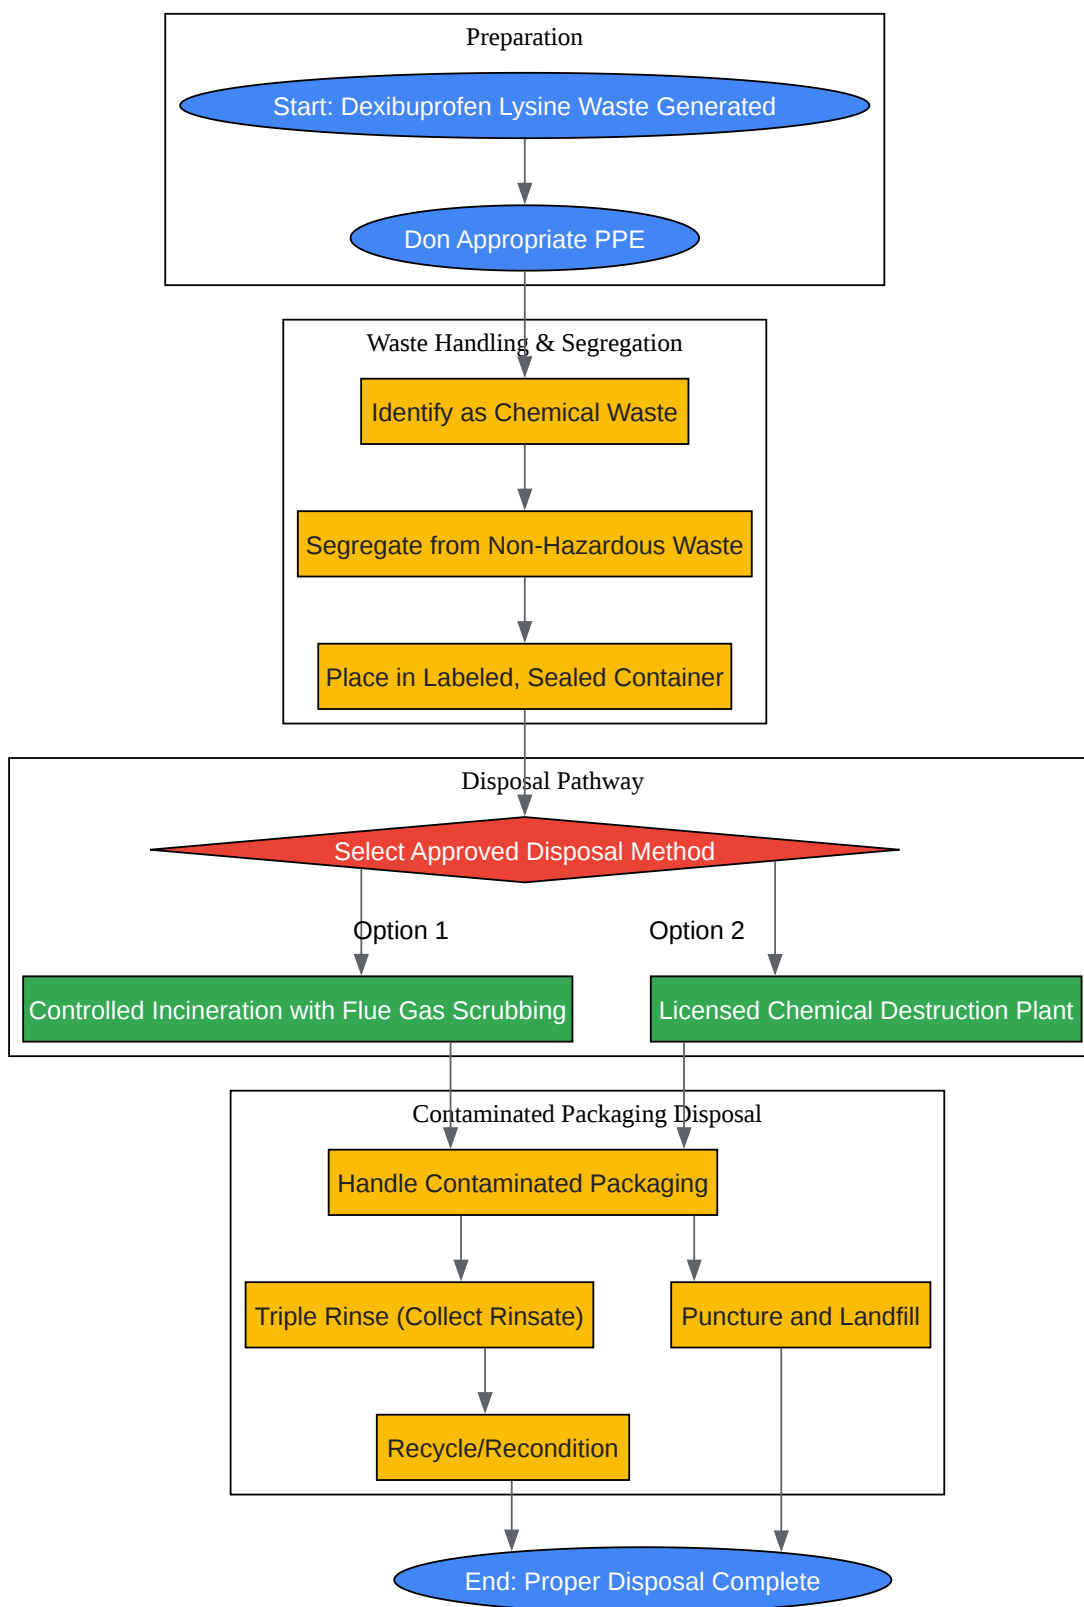 Preparation
Start: Dexibuprofen Lysine Waste Generated
Don Appropriate PPE
Waste Handling & Segregation
Identify as Chemical Waste
Segregate from Non-Hazardous Waste
Place in Labeled, Sealed Container
Disposal Pathway
Select Approved Disposal Method
Option 1
Option 2
Controlled Incineration with Flue Gas Scrubbing
Licensed Chemical Destruction Plant
Contaminated Packaging Disposal
Handle Contaminated Packaging
Triple Rinse (Collect Rinsate)
Puncture and Landfill
Recycle/Recondition
End: Proper Disposal Complete